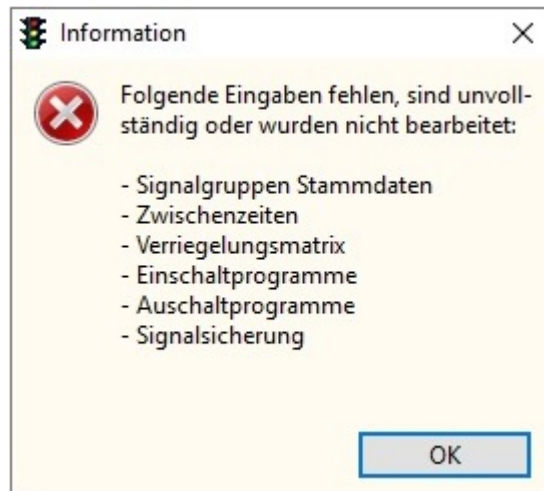 Information
Folgende Eingaben fehlen, sind unvoll-
ständig oder wurden nicht bearbeitet:
- Signalgruppen Stammdaten
- Zwischenzeiten
- Verriegelungsmatrix
- Einschaltprogramme
- Auschaltprogramme
- Signalsicherung
OK